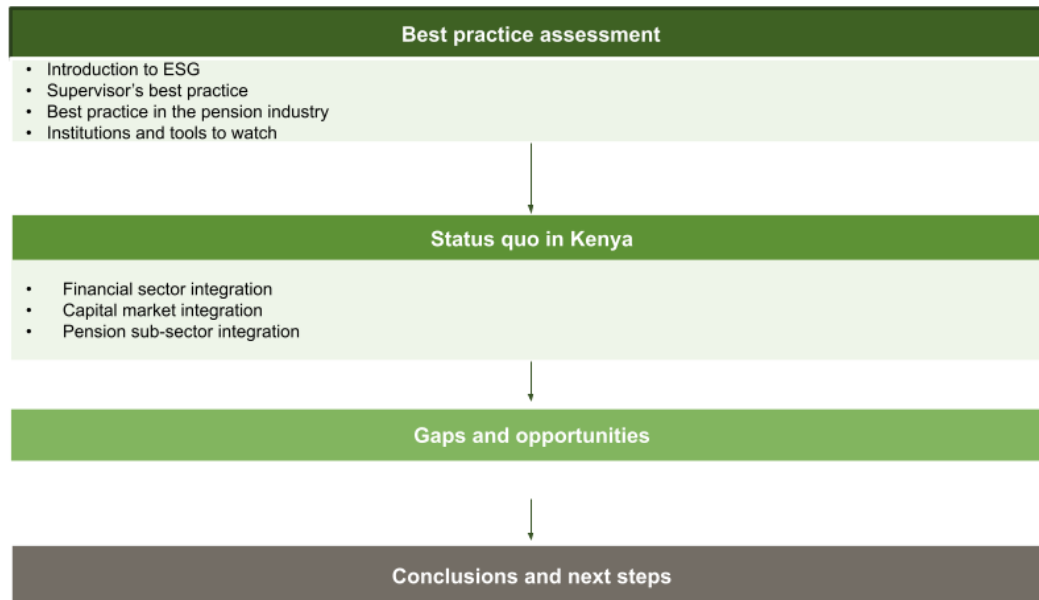 Best practice assessment
• Introduction to ESG
• Supervisor's best practice
• Best practice in the pension industry
• Institutions and tools to watch
Status quo in Kenya
• Financial sector integration
• Capital market integration
• Pension sub-sector integration
Gaps and opportunities
Conclusions and next steps